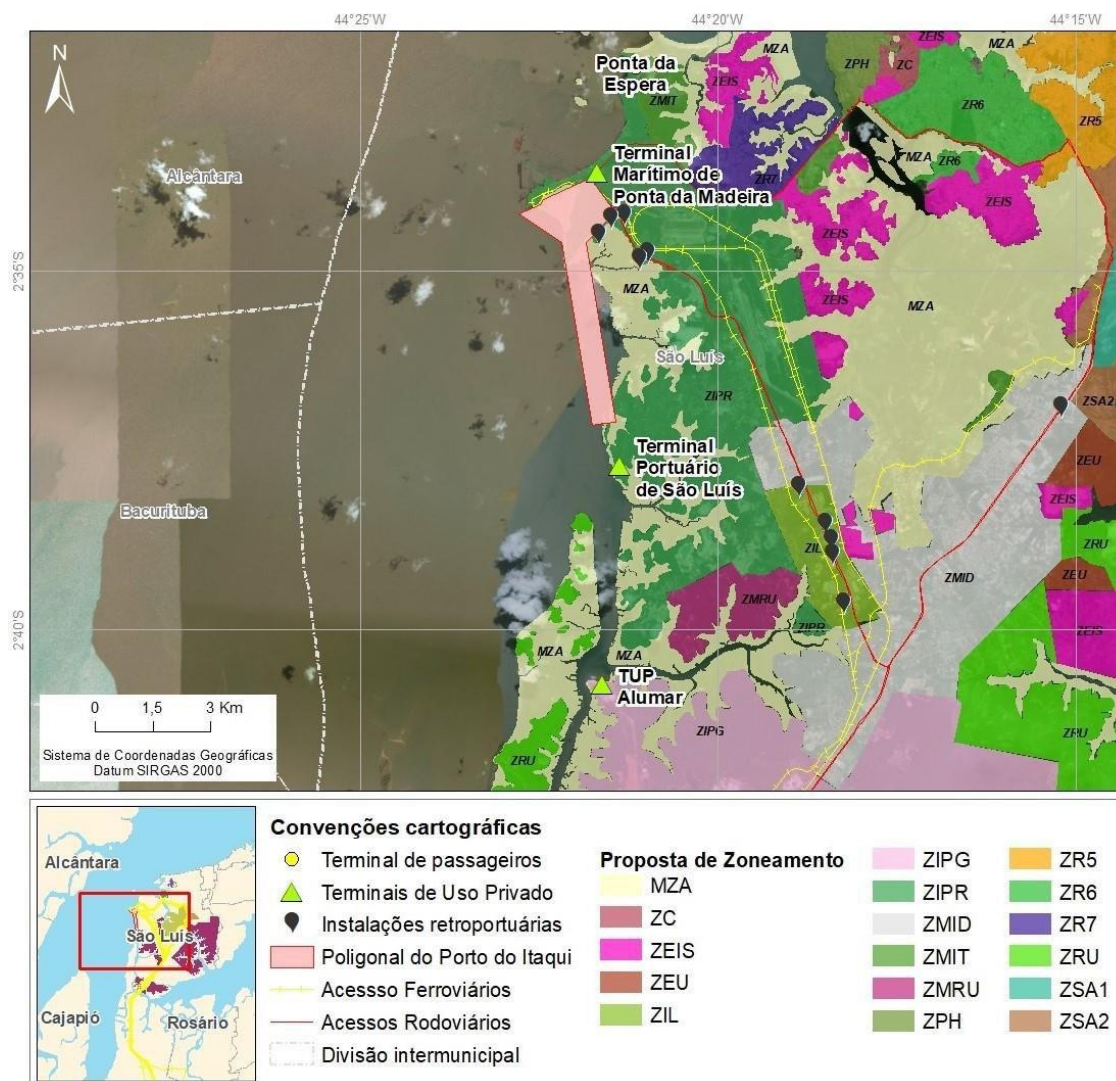 44°25'W
44°20'W
44°15'W
N
Ponta da
Espera
ZMIT
ZEIS
MZA
ZPH
ZC
ZEIS
MZA
ZR6
ZR5
Alcântara
Terminal
Marítimo de
Ponta da Madeira
ZR7
MZA
ZR6
ZEIS
ZEIS
2°35'S
MZA
ZEIS
MZA
São Luís
ZIPR
ZSA2
Terminal
Portuário
de São Luís
ZEU
ZEIS
Bacurituba
ZIL
ZRU
ZMID
ZEU
ZMRU
ZEIS
2°40'S
ZIPR
MZA
MZA
TUP
Alumar
ZIPG
ZRU
ZRU
0 1,5 3 Km
Sistema de Coordenadas Geográficas
Datum SIRGAS 2000
Alcântara
São Luís
Cajapió
Rosário
Convenções cartográficas
Terminal de passageiros
Terminais de Uso Privado
Instalações retroportuárias
Poligonal do Porto do Itaqui
Acessso Ferroviários
Acessos Rodoviários
Divisão intermunicipal
Proposta de Zoneamento
MZA
ZC
ZEIS
ZEU
ZIL
ZIPG
ZIPR
ZMID
ZMIT
ZMRU
ZPH
ZR5
ZR6
ZR7
ZRU
ZSA1
ZSA2